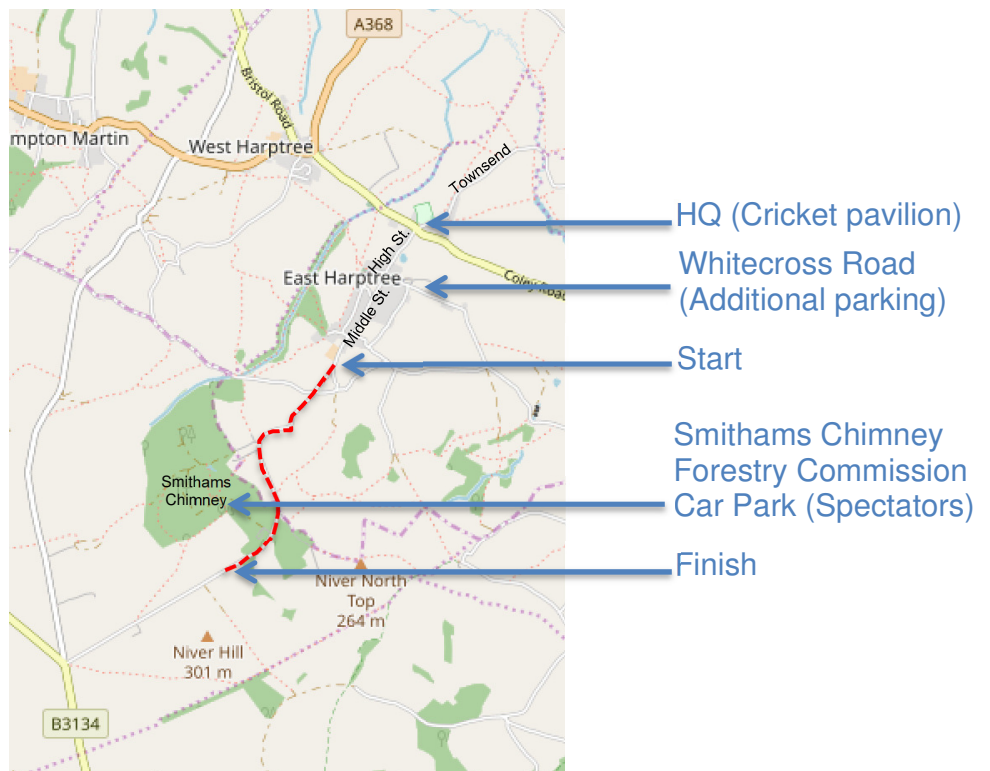 A368
Bristol Road
mpton Martin
West Harptree
Townsend
HQ (Cricket pavilion)
High St.
Whitecross Road
(Additional parking)
East Harptree
Coley Road
Middle St.
Start
Smithams Chimney
Forestry Commission
Car Park (Spectators)
Smithams
Chimney
Finish
Niver North
Top
264 m
Niver Hill
301 m
B3134